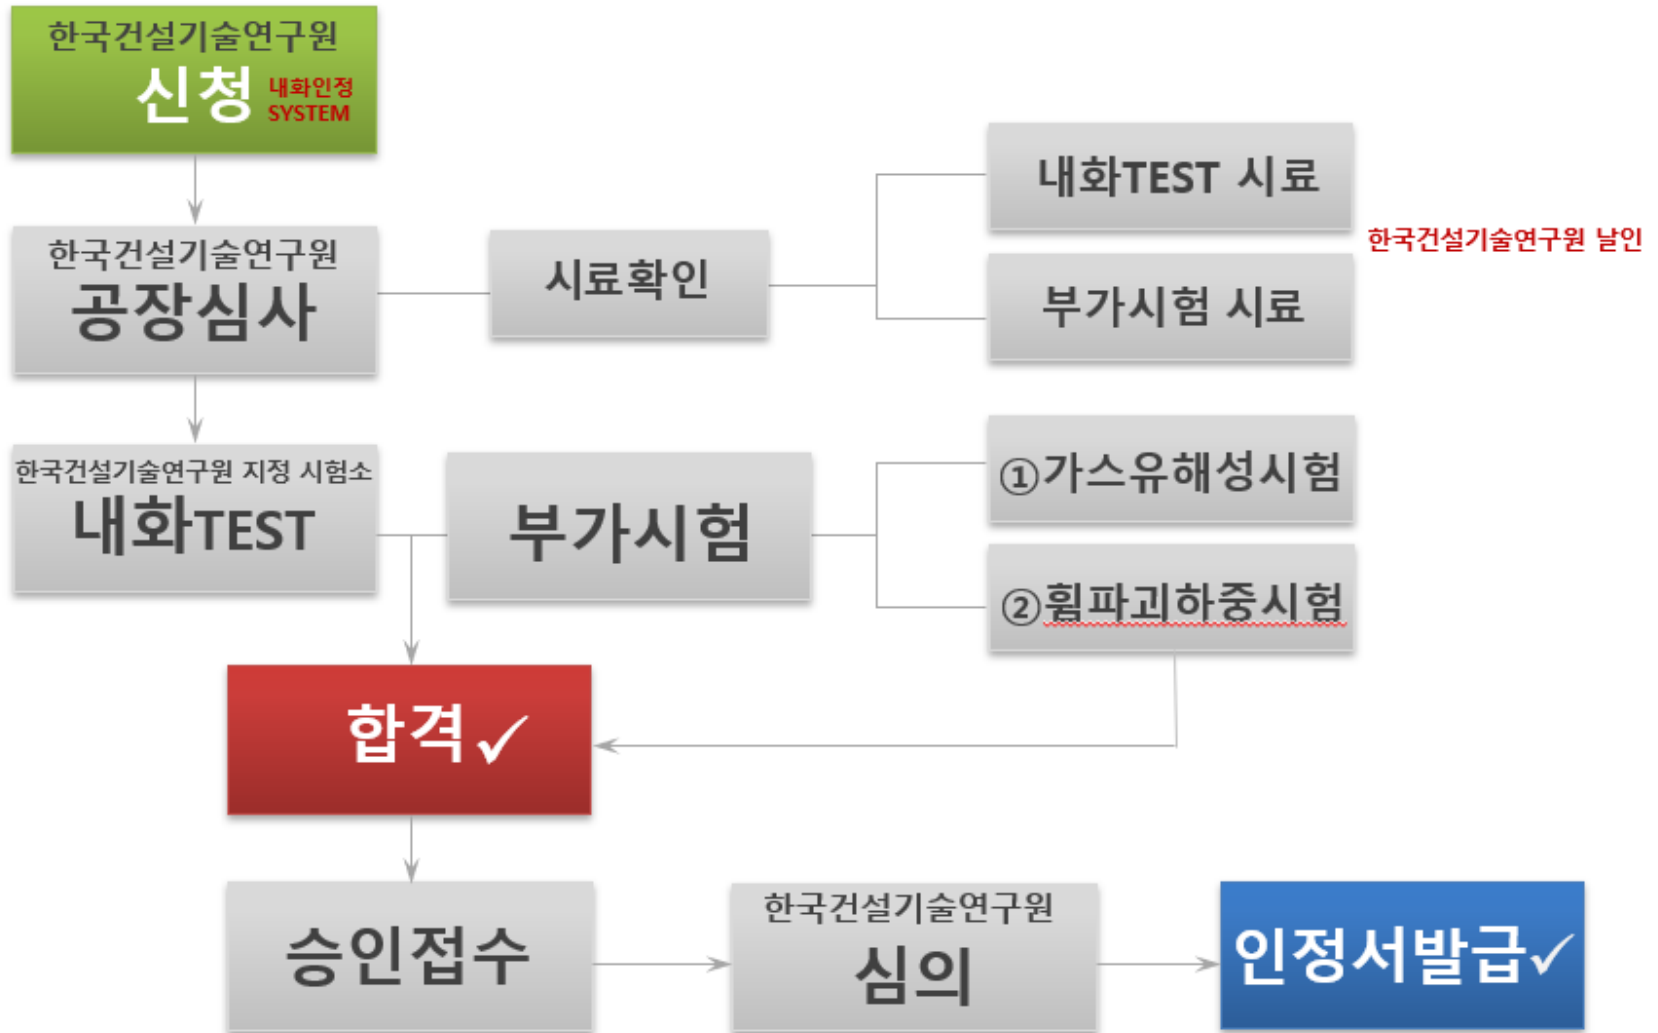 한국건설기술연구원
신청
내화인정
SYSTEM
한국건설기술연구원
공장심사
시료확인
내화TEST 시료
부가시험 시료
한국건설기술연구원 날인
한국건설기술연구원 지정 시험소
내화TEST
부가시험
①가스유해성시험
②휨파괴하중시험
합격✓
승인접수
한국건설기술연구원
심의
인정서발급✓